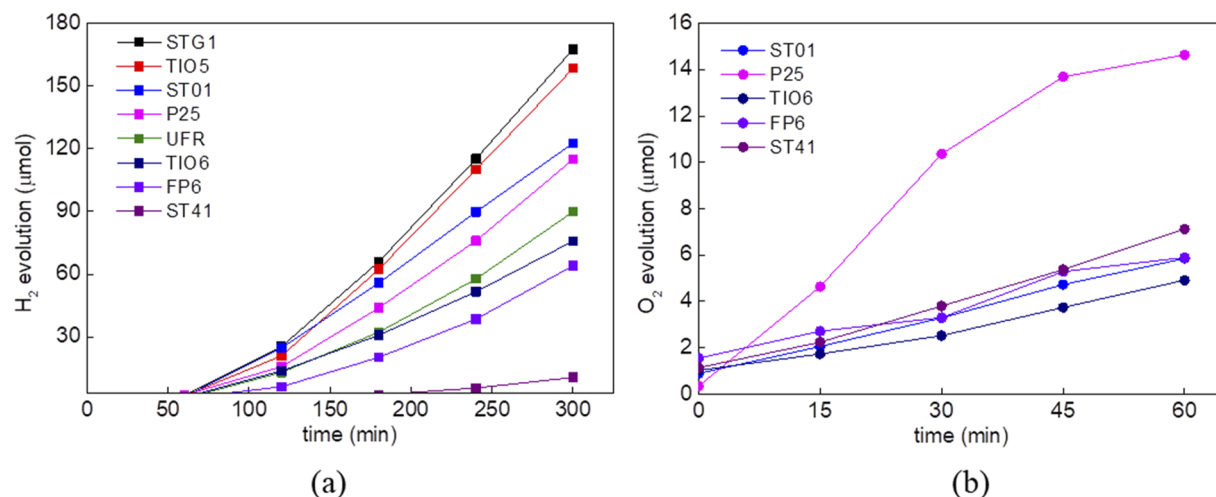 180
150
120
90
60
30
H2 evolution (μmol)
STG1
TIO5
ST01
P25
UFR
TIO6
FP6
ST41
0 50 100 150 200 250 300
time (min)
(a)
16
14
12
10
8
6
4
2
0
O2 evolution (μmol)
ST01
P25
TIO6
FP6
ST41
0 15 30 45 60
time (min)
(b)